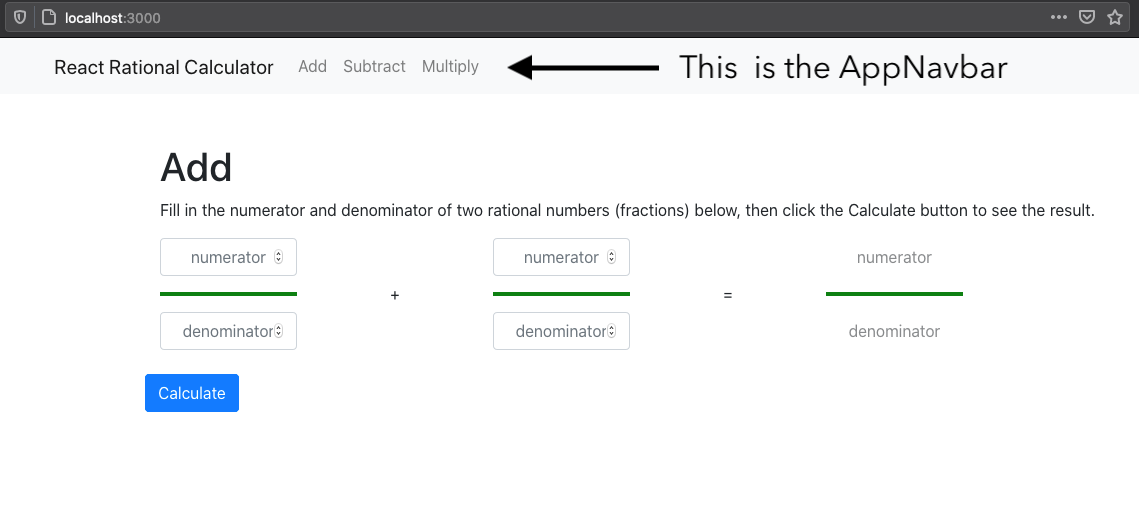 localhost:3000
React Rational Calculator Add Subtract Multiply This is the AppNavbar
Add
Fill in the numerator and denominator of two rational numbers (fractions) below, then click the Calculate button to see the result.
numerator numerator numerator
+ =
denominator denominator denominator
Calculate